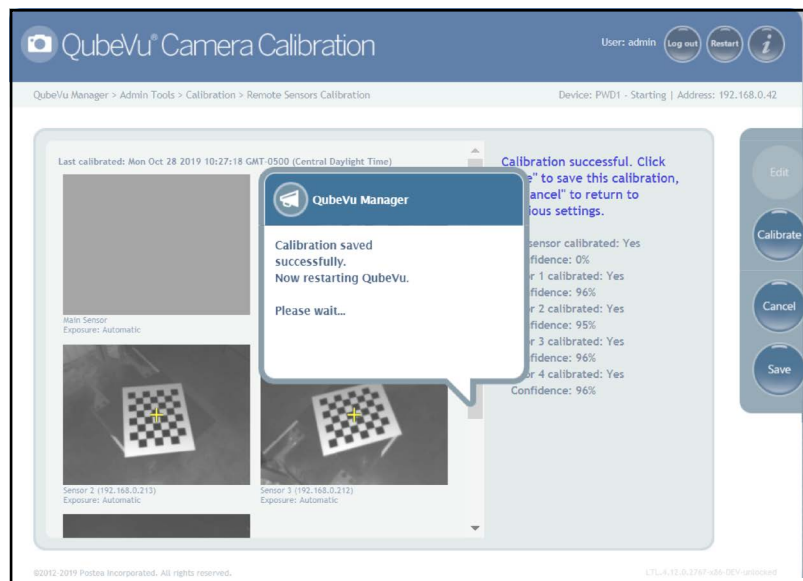 QubeVu® Camera Calibration
User: admin
Log out
Restart
i
QubeVu Manager > Admin Tools > Calibration > Remote Sensors Calibration
Device: PWD1 - Starting | Address: 192.168.0.42
Last calibrated: Mon Oct 28 2019 10:27:18 GMT-0500 (Central Daylight Time)
Main Sensor
Exposure: Automatic
Sensor 2 (192.168.0.213)
Exposure: Automatic
Sensor 3 (192.168.0.212)
Exposure: Automatic
QubeVu Manager
Calibration saved
successfully.
Now restarting QubeVu.
Please wait...
Calibration successful. Click
e" to save this calibration,
ancel" to return to
ious settings.
sensor calibrated: Yes
fidence: 0%
r 1 calibrated: Yes
fidence: 96%
r 2 calibrated: Yes
fidence: 95%
r 3 calibrated: Yes
fidence: 96%
or 4 calibrated: Yes
Confidence: 96%
Edit
Calibrate
Cancel
Save
©2012-2019 Postea Incorporated. All rights reserved.